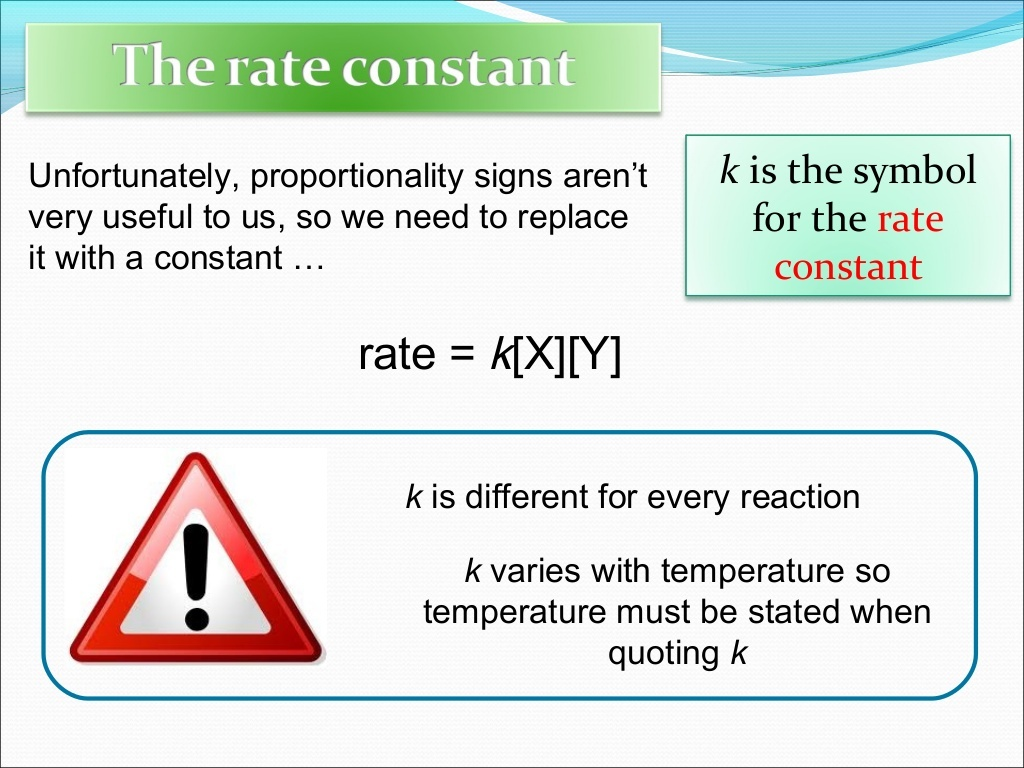 The rate constant
Unfortunately, proportionality signs aren’t
very useful to us, so we need to replace
it with a constant …
k is the symbol
for the rate
constant
rate = k[X][Y]
k is different for every reaction
k varies with temperature so
temperature must be stated when
quoting k